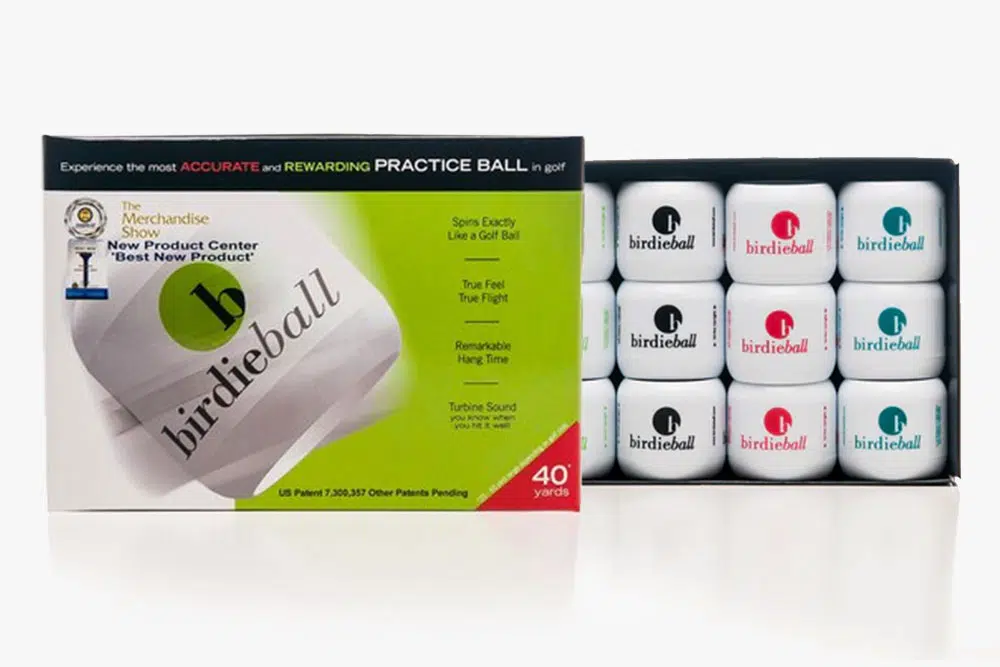 Experience the most ACCURATE and REWARDING PRACTICE BALL in golf
The
Merchandise
Show
New Product Center
"Best New Product"
b
birdieball
Spins Exactly
Like a Golf Ball
True Feel
True Flight
Remarkable
Hang Time
Turbine Sound
you know when
you hit it well
US Patent 7,300,357 Other Patents Pending
40*
yards
birdieball
birdieball
birdieball
birdieball
birdieball
birdieball
birdieball
birdieball
birdieball